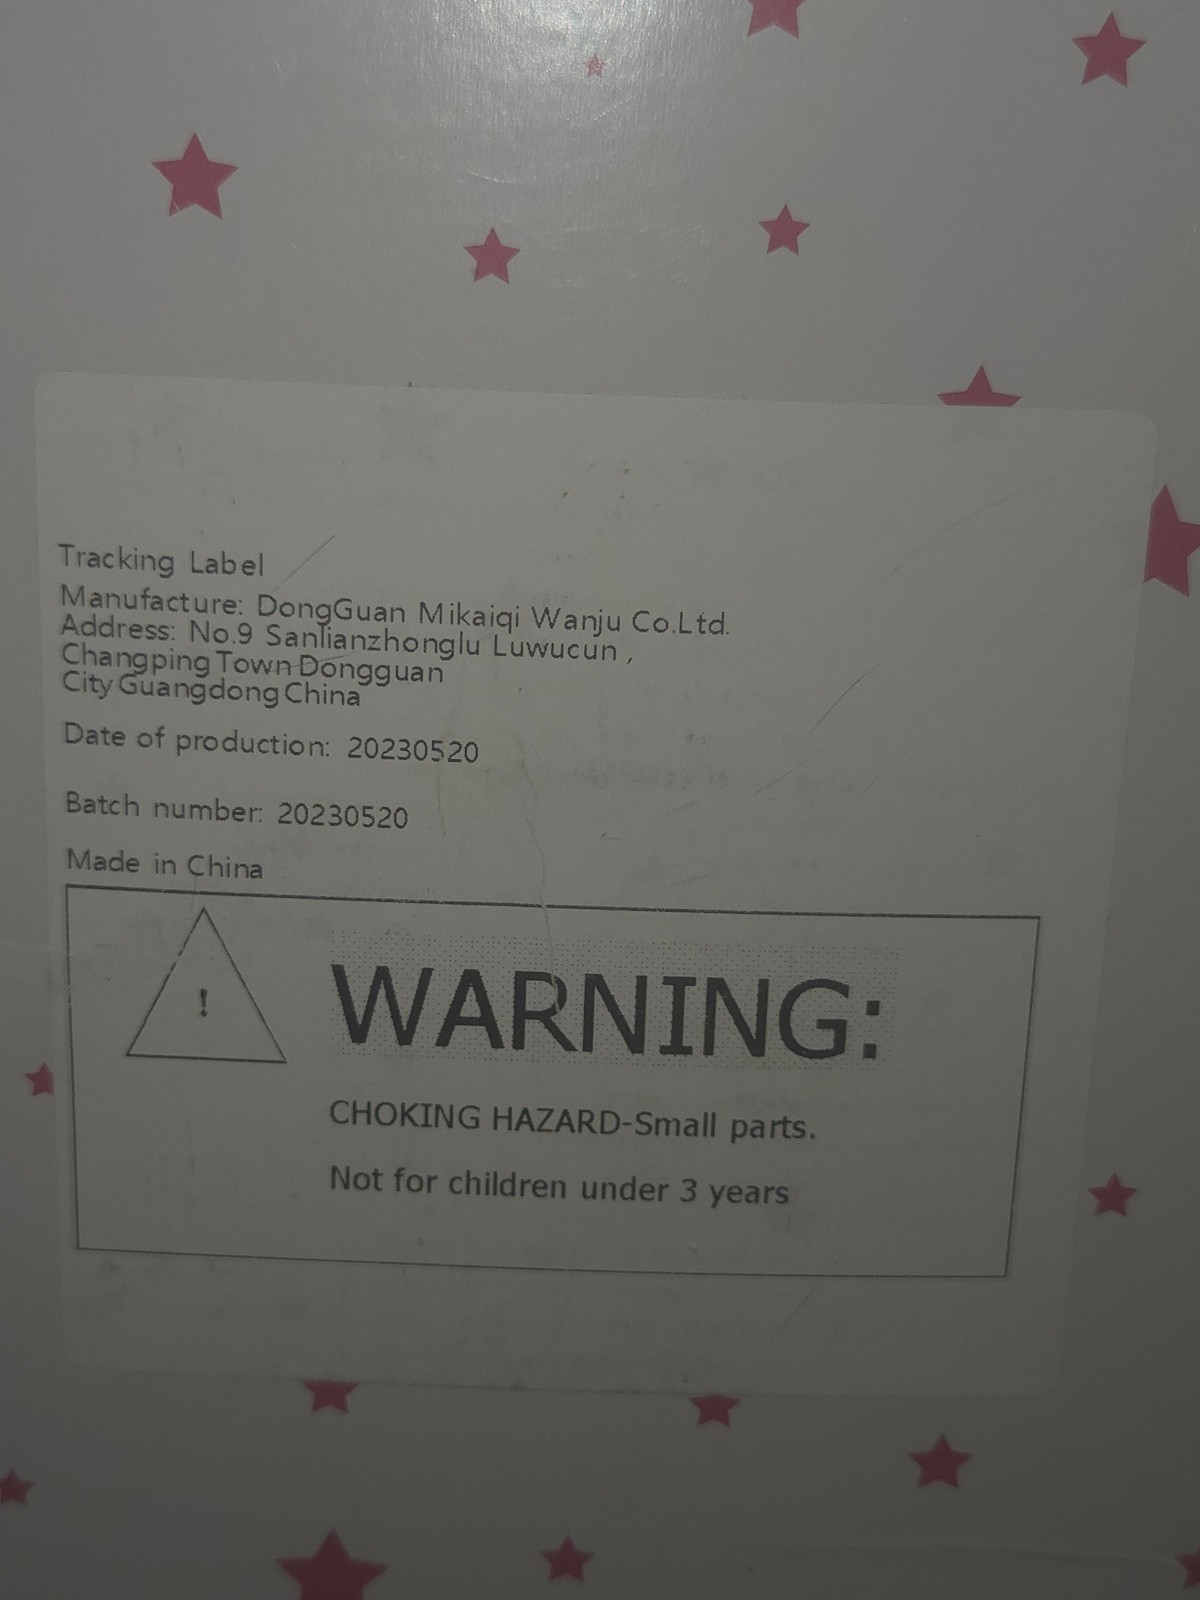 Tracking Label
Manufacture: DongGuan Mikaiqi Wanju Co.Ltd.
Address: No.9 Sanlianzhonglu Luwucun ,
Changping Town Dongguan
City Guangdong China
Date of production: 20230520
Batch number: 20230520
Made in China
!
WARNING:
CHOKING HAZARD-Small parts.
Not for children under 3 years